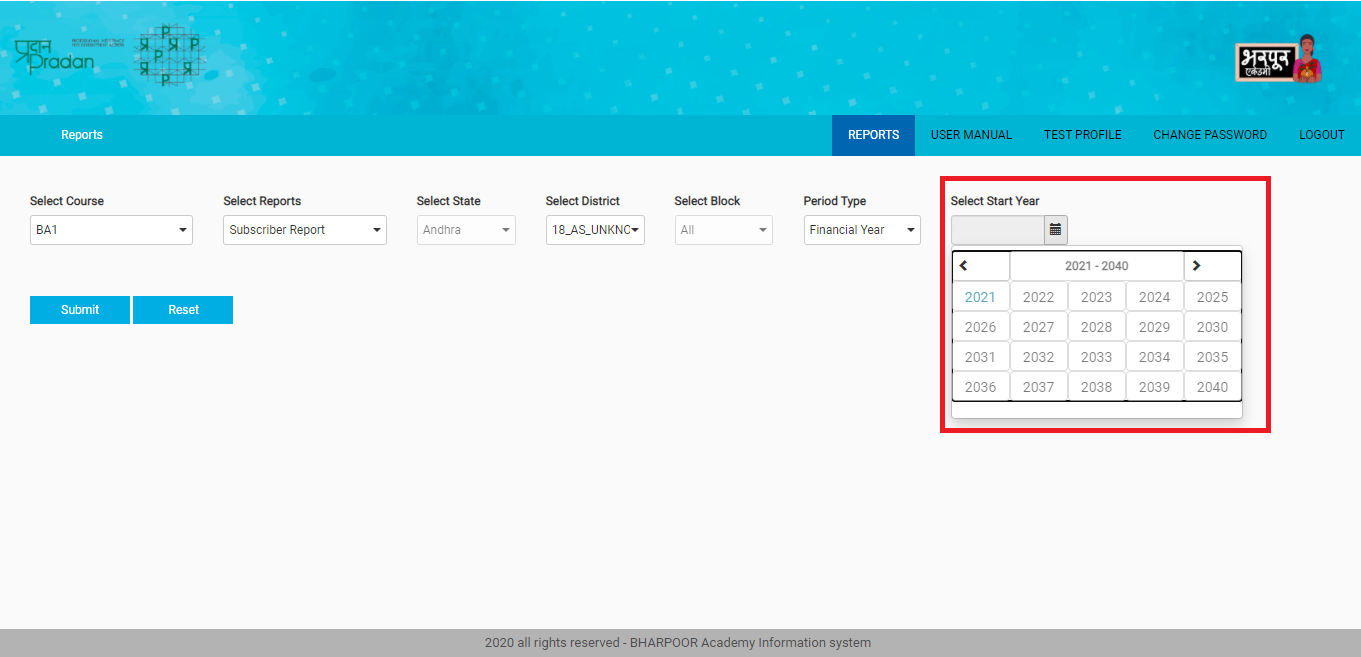 प्रदान
Pradan
प्र P प्र P
भरपूर
एकेडमी
Reports
REPORTS
USER MANUAL
TEST PROFILE
CHANGE PASSWORD
LOGOUT
Select Course
Select Reports
Select State
Select District
Select Block
Period Type
Select Start Year
BA1
Subscriber Report
Andhra
18_AS_UNKNO
All
Financial Year
2021 - 2040
2021 2022 2023 2024 2025
2026 2027 2028 2029 2030
2031 2032 2033 2034 2035
2036 2037 2038 2039 2040
Submit
Reset
2020 all rights reserved - BHARPOOR Academy Information system